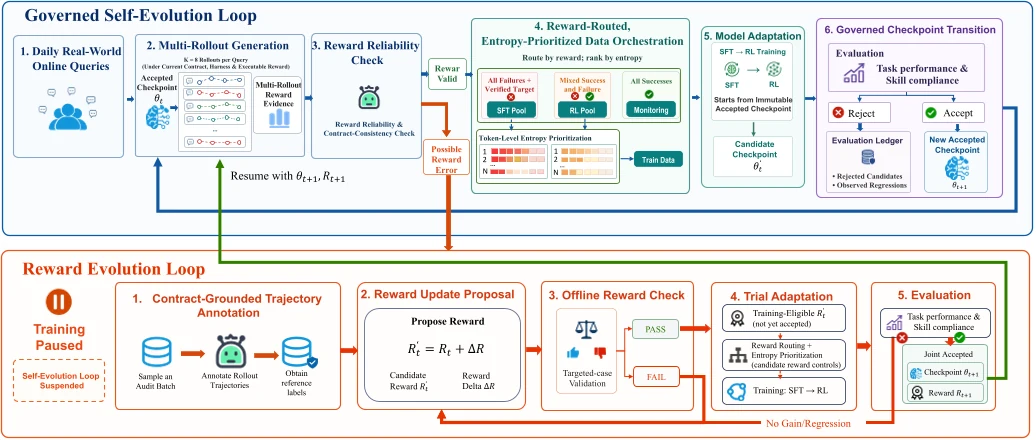 Governed Self-Evolution Loop
1. Daily Real-World
Online Queries
2. Multi-Rollout Generation
K = 8 Rollouts per Query
(Under Current Contract, Harness & Executable Reward)
Accepted
Checkpoint
θt
...
Multi-Rollout
Reward
Evidence
3. Reward Reliability
Check
Reward Reliability &
Contract-Consistency Check
Rewar
Valid
Possible
Reward
Error
4. Reward-Routed,
Entropy-Prioritized Data Orchestration
Route by reward; rank by entropy
All Failures +
Verified Target
SFT Pool
Mixed Success
and Failure
RL Pool
All Successes
Monitoring
Token-Level Entropy Prioritization
1
2
...
N
1
2
...
N
Train Data
5. Model Adaptation
SFT → RL Training
SFT
RL
Starts from Immutable
Accepted Checkpoint
Candidate
Checkpoint
θ't
6. Governed Checkpoint Transition
Evaluation
Task performance &
Skill compliance
Reject
Accept
Evaluation Ledger
• Rejected Candidates
• Observed Regressions
New Accepted
Checkpoint
θt+1
Resume with θt+1, Rt+1
Reward Evolution Loop
Training
Paused
Self-Evolution Loop
Suspended
1. Contract-Grounded Trajectory
Annotation
Sample an
Audit Batch
Annotate Rollout
Trajectories
Obtain
reference
labels
2. Reward Update Proposal
Propose Reward
R't = Rt + ΔR
Candidate
Reward R't
Reward
Delta ΔR
3. Offline Reward Check
Targeted-case
Validation
PASS
FAIL
4. Trial Adaptation
Training-Eligible R't
(not yet accepted)
Reward Routing +
Entropy Prioritization
(candidate reward controls)
Training: SFT → RL
5. Evaluation
Task performance &
Skill compliance
Joint Accepted
Checkpoint θt+1
Reward Rt+1
No Gain/Regression